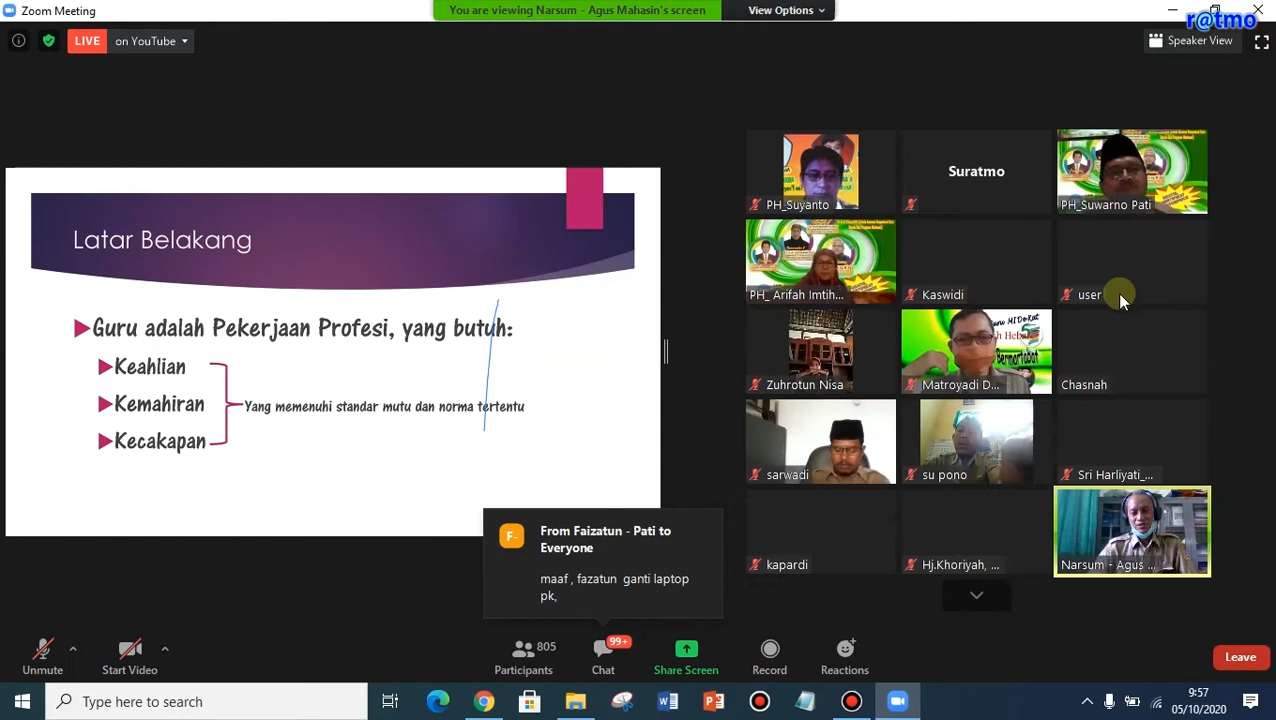 Zoom Meeting
You are viewing Narsum - Agus Mahasin's screen
View Options
r@tmo
LIVE
on YouTube
Speaker View
Latar Belakang
Guru adalah Pekerjaan Profesi, yang butuh:
Keahlian
Kemahiran
Kecakapan
Yang memenuhi standar mutu dan norma tertentu
PH_Suyanto
Suratmo
PH_Suwarno Pati
PH_ Arifah Imtih...
Kaswidi
user
Zuhrotun Nisa
Matroyadi D...
Chasnah
sarwadi
su pono
Sri Harliyati_...
kapardi
Hj.Khoriyah, ...
Narsum - Agus ...
F-
From Faizatun - Pati to
Everyone
maaf , fazatun ganti laptop
pk,
Unmute
Start Video
805
Participants
99+
Chat
Share Screen
Record
Reactions
Leave
Type here to search
9:57
05/10/2020